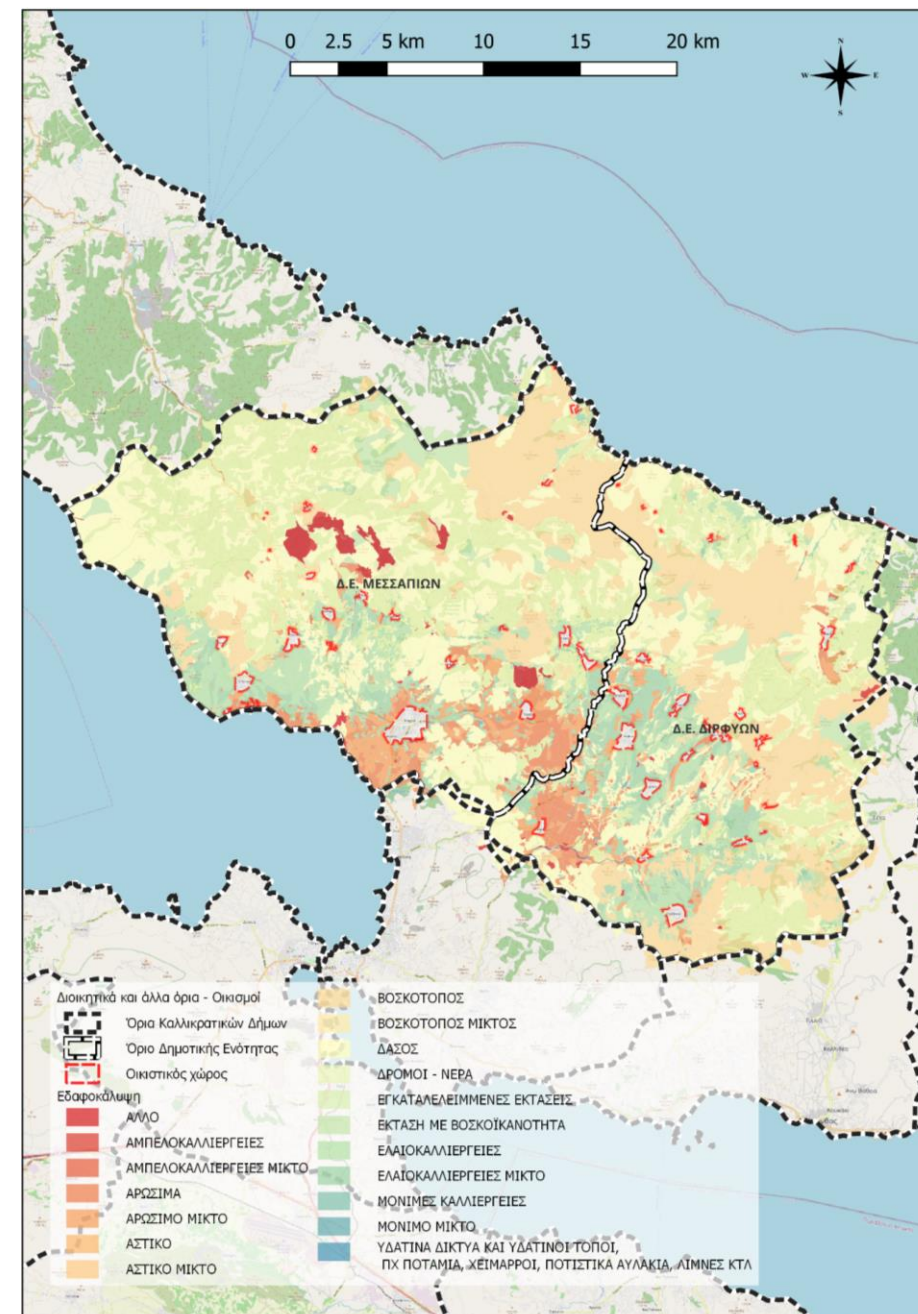 0 2.5 5 km 10 15 20 km
N
W E
S
Δ.Ε. ΜΕΣΣΑΠΙΩΝ
Δ.Ε. ΔΙΡΦΥΩΝ
Διοικητικά και άλλα όρια - Οικισμοί
Όρια Καλλικρατικών Δήμων
Όριο Δημοτικής Ενότητας
Οικιστικός χώρος
Εδαφοκάλυψη
ΑΛΛΟ
ΑΜΠΕΛΟΚΑΛΛΙΕΡΓΕΙΕΣ
ΑΜΠΕΛΟΚΑΛΛΙΕΡΓΕΙΕΣ ΜΙΚΤΟ
ΑΡΩΣΙΜΑ
ΑΡΩΣΙΜΟ ΜΙΚΤΟ
ΑΣΤΙΚΟ
ΑΣΤΙΚΟ ΜΙΚΤΟ
ΒΟΣΚΟΤΟΠΟΣ
ΒΟΣΚΟΤΟΠΟΣ ΜΙΚΤΟΣ
ΔΑΣΟΣ
ΔΡΟΜΟΙ - ΝΕΡΑ
ΕΓΚΑΤΑΛΕΛΕΙΜΜΕΝΕΣ ΕΚΤΑΣΕΙΣ
ΕΚΤΑΣΗ ΜΕ ΒΟΣΚΟΪΚΑΝΟΤΗΤΑ
ΕΛΑΙΟΚΑΛΛΙΕΡΓΕΙΕΣ
ΕΛΑΙΟΚΑΛΛΙΕΡΓΕΙΕΣ ΜΙΚΤΟ
ΜΟΝΙΜΕΣ ΚΑΛΛΙΕΡΓΕΙΕΣ
ΜΟΝΙΜΟ ΜΙΚΤΟ
ΥΔΑΤΙΝΑ ΔΙΚΤΥΑ ΚΑΙ ΥΔΑΤΙΝΟΙ ΤΟΠΟΙ,
ΠΧ ΠΟΤΑΜΙΑ, ΧΕΙΜΑΡΡΟΙ, ΠΟΤΙΣΤΙΚΑ ΑΥΛΑΚΙΑ, ΛΙΜΝΕΣ ΚΤΛ